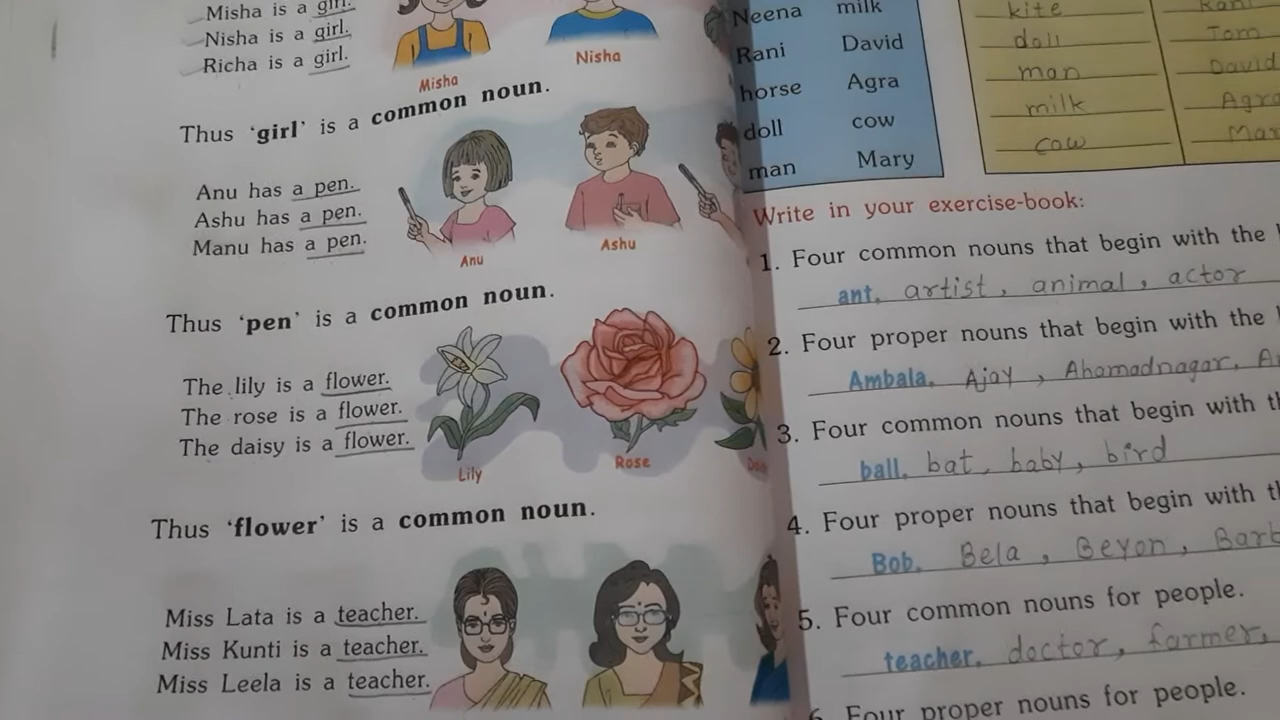 Misha is a girl.
Nisha is a girl.
Richa is a girl.
Misha
Nisha
Thus ‘girl’ is a common noun.
Anu has a pen.
Ashu has a pen.
Manu has a pen.
Anu
Ashu
Thus ‘pen’ is a common noun.
The lily is a flower.
The rose is a flower.
The daisy is a flower.
Lily
Rose
Thus ‘flower’ is a common noun.
Miss Lata is a teacher.
Miss Kunti is a teacher.
Miss Leela is a teacher.
Neena milk
Rani David
horse Agra
doll cow
man Mary
kite Rani
doll Tom
man David
milk
cow
Write in your exercise-book:
1. Four common nouns that begin with the
ant, artist, animal, actor
2. Four proper nouns that begin with the
Ambala, Ajay, Ahamadnagar,
3. Four common nouns that begin with
ball, bat, baby, bird
4. Four proper nouns that begin with
Bob, Bela, Beyon,
5. Four common nouns for people.
teacher, doctor, farmer,
6. Four proper nouns for people.